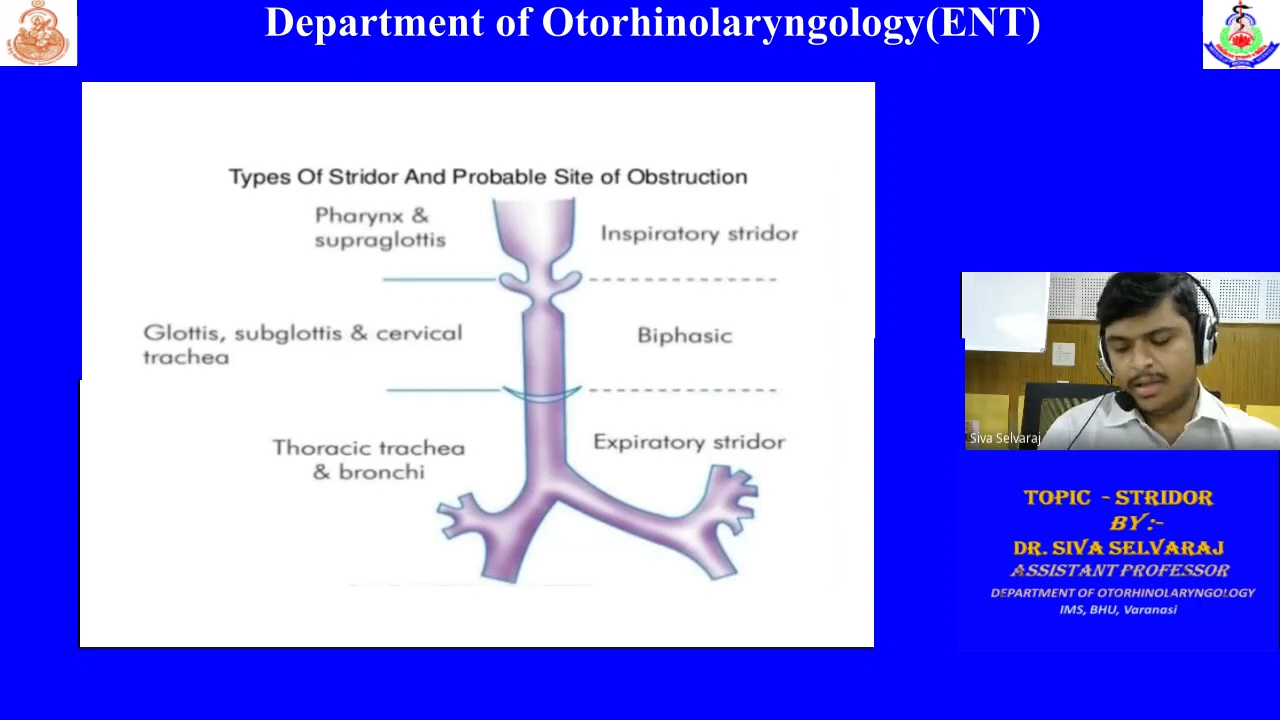 Department of Otorhinolaryngology(ENT)
Types Of Stridor And Probable Site of Obstruction
Pharynx &
supraglottis
Inspiratory stridor
Glottis, subglottis & cervical
trachea
Biphasic
Thoracic trachea
& bronchi
Expiratory stridor
Siva Selvaraj
TOPIC - STRIDOR
BY:-
DR. SIVA SELVARAJ
ASSISTANT PROFESSOR
DEPARTMENT OF OTORHINOLARYNGOLOGY
IMS, BHU, Varanasi